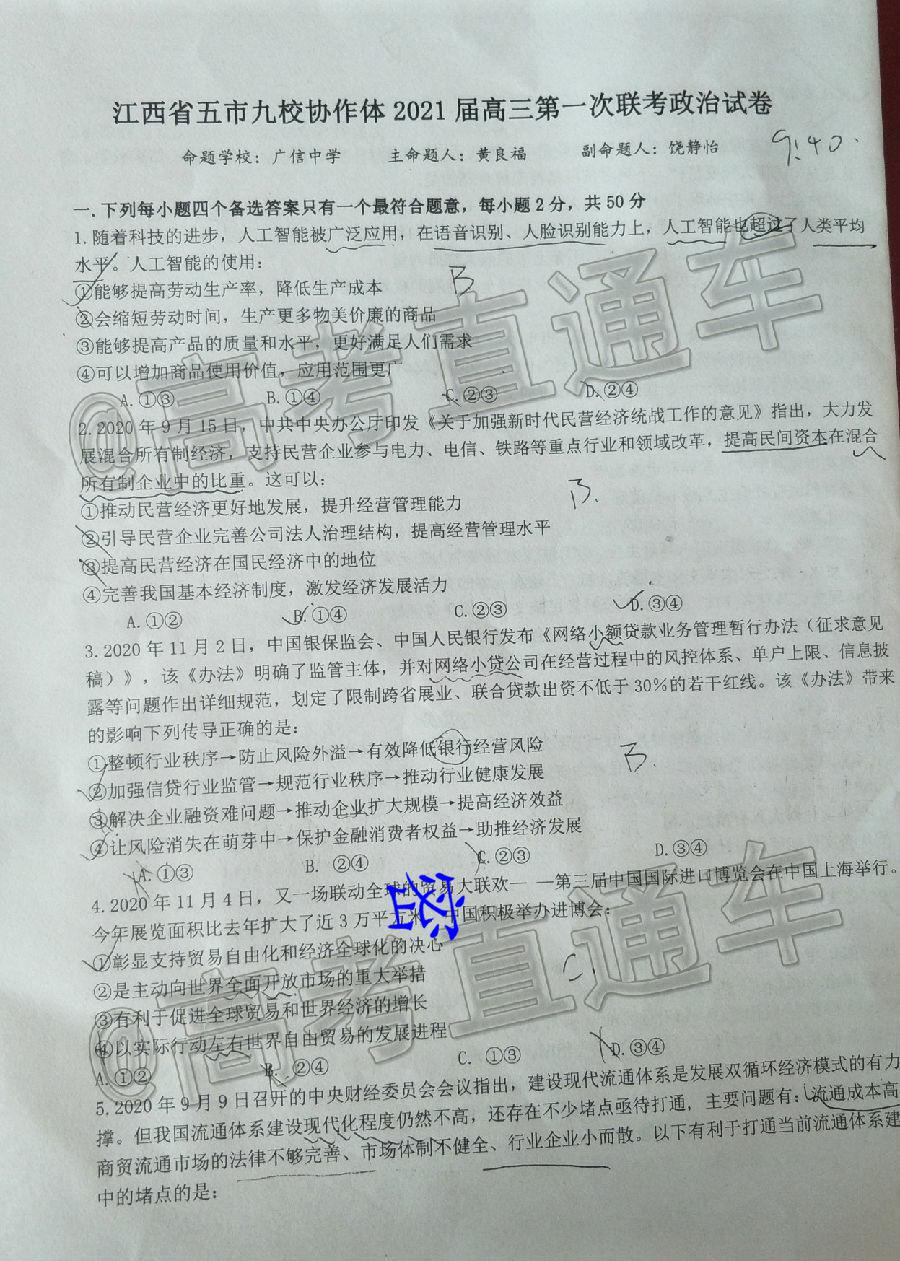 江西省五市九校协作体 2021 届高三第一次联考政治试卷
命题学校：广信中学 主命题人：黄良福 副命题人：饶静怡
9:40.
一.下列每小题四个备选答案只有一个最符合题意，每小题2分，共50分
1.随着科技的进步，人工智能被广泛应用，在语音识别、人脸识别能力上，人工智能也超过了人类平均
水平。人工智能的使用：
①能够提高劳动生产率，降低生产成本 B
②会缩短劳动时间，生产更多物美价廉的商品
③能够提高产品的质量和水平，更好满足人们需求
④可以增加商品使用价值，应用范围更广
A.①③ B.①④ C.②③ D.②④
2.2020 年 9 月 15 日，中共中央办公厅印发《关于加强新时代民营经济统战工作的意见》指出，大力发
展混合所有制经济，支持民营企业参与电力、电信、铁路等重点行业和领域改革，提高民间资本在混合
所有制企业中的比重。这可以：
①推动民营经济更好地发展，提升经营管理能力 B.
②引导民营企业完善公司法人治理结构，提高经营管理水平
③提高民营经济在国民经济中的地位
④完善我国基本经济制度，激发经济发展活力
A.①② B.①④ C.②③ D.③④
3.2020 年 11 月 2 日，中国银保监会、中国人民银行发布《网络小额贷款业务管理暂行办法（征求意见
稿）》，该《办法》明确了监管主体，并对网络小贷公司在经营过程中的风控体系、单户上限、信息披
露等问题作出详细规范，划定了限制跨省展业、联合贷款出资不低于 30%的若干红线。该《办法》带来
的影响下列传导正确的是：
①整顿行业秩序→防止风险外溢→有效降低银行经营风险 B.
②加强信贷行业监管→规范行业秩序→推动行业健康发展
③解决企业融资难问题→推动企业扩大规模→提高经济效益
④让风险消失在萌芽中→保护金融消费者权益→助推经济发展
A.①③ B. ②④ C.②③ D.③④
4.2020 年 11 月 4 日，又一场联动全球的贸易大联欢— —第三届中国国际进口博览会在中国上海举行。
今年展览面积比去年扩大了近 3 万平方米，中国积极举办进博会：
①彰显支持贸易自由化和经济全球化的决心
②是主动向世界全面开放市场的重大举措
③有利于促进全球贸易和世界经济的增长
④以实际行动左右世界自由贸易的发展进程
A.①② B. ②④ C. ①③ D.③④
5.2020 年 9 月 9 日召开的中央财经委员会会议指出，建设现代流通体系是发展双循环经济模式的有力
撑。但我国流通体系建设现代化程度仍然不高，还存在不少堵点亟待打通，主要问题有：流通成本高
商贸流通市场的法律不够完善、市场体制不健全、行业企业小而散。以下有利于打通当前流通体系建
中的堵点的是：
@高考直通车
@高考直通车